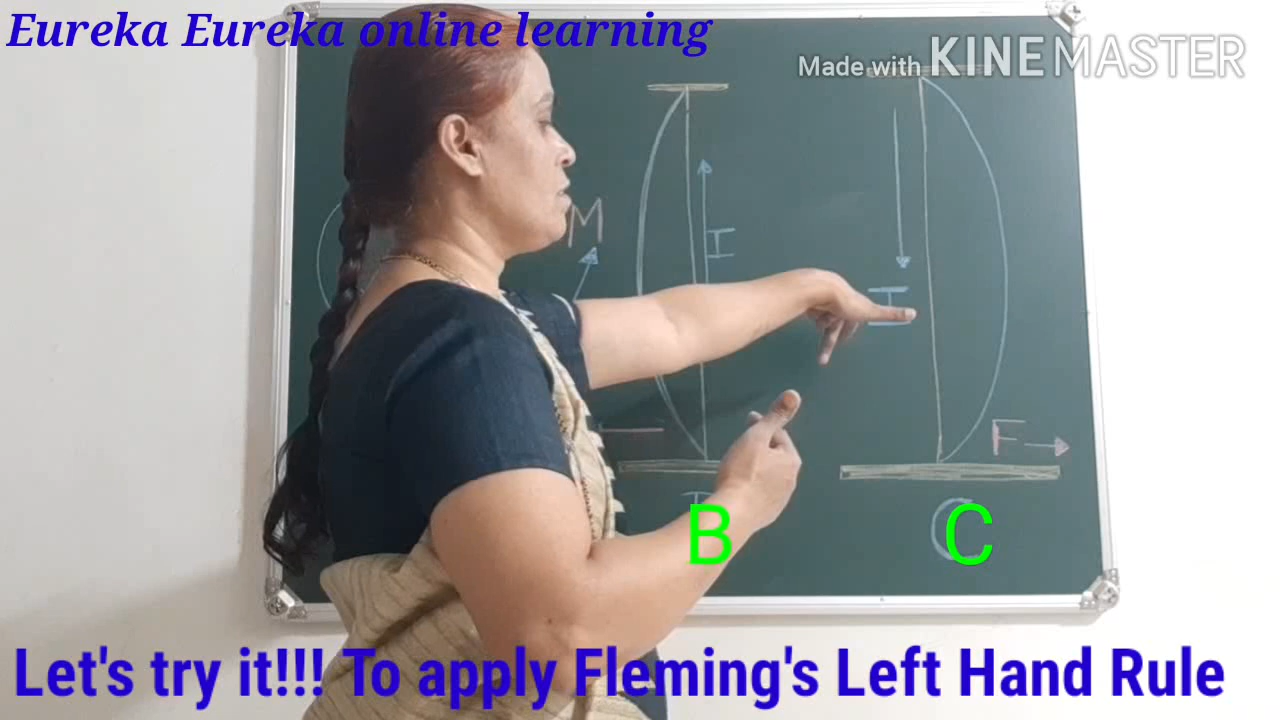 Eureka Eureka online learning
Made with KINEMASTER
M
I
I
F
B
C
C
Let's try it!!! To apply Fleming's Left Hand Rule